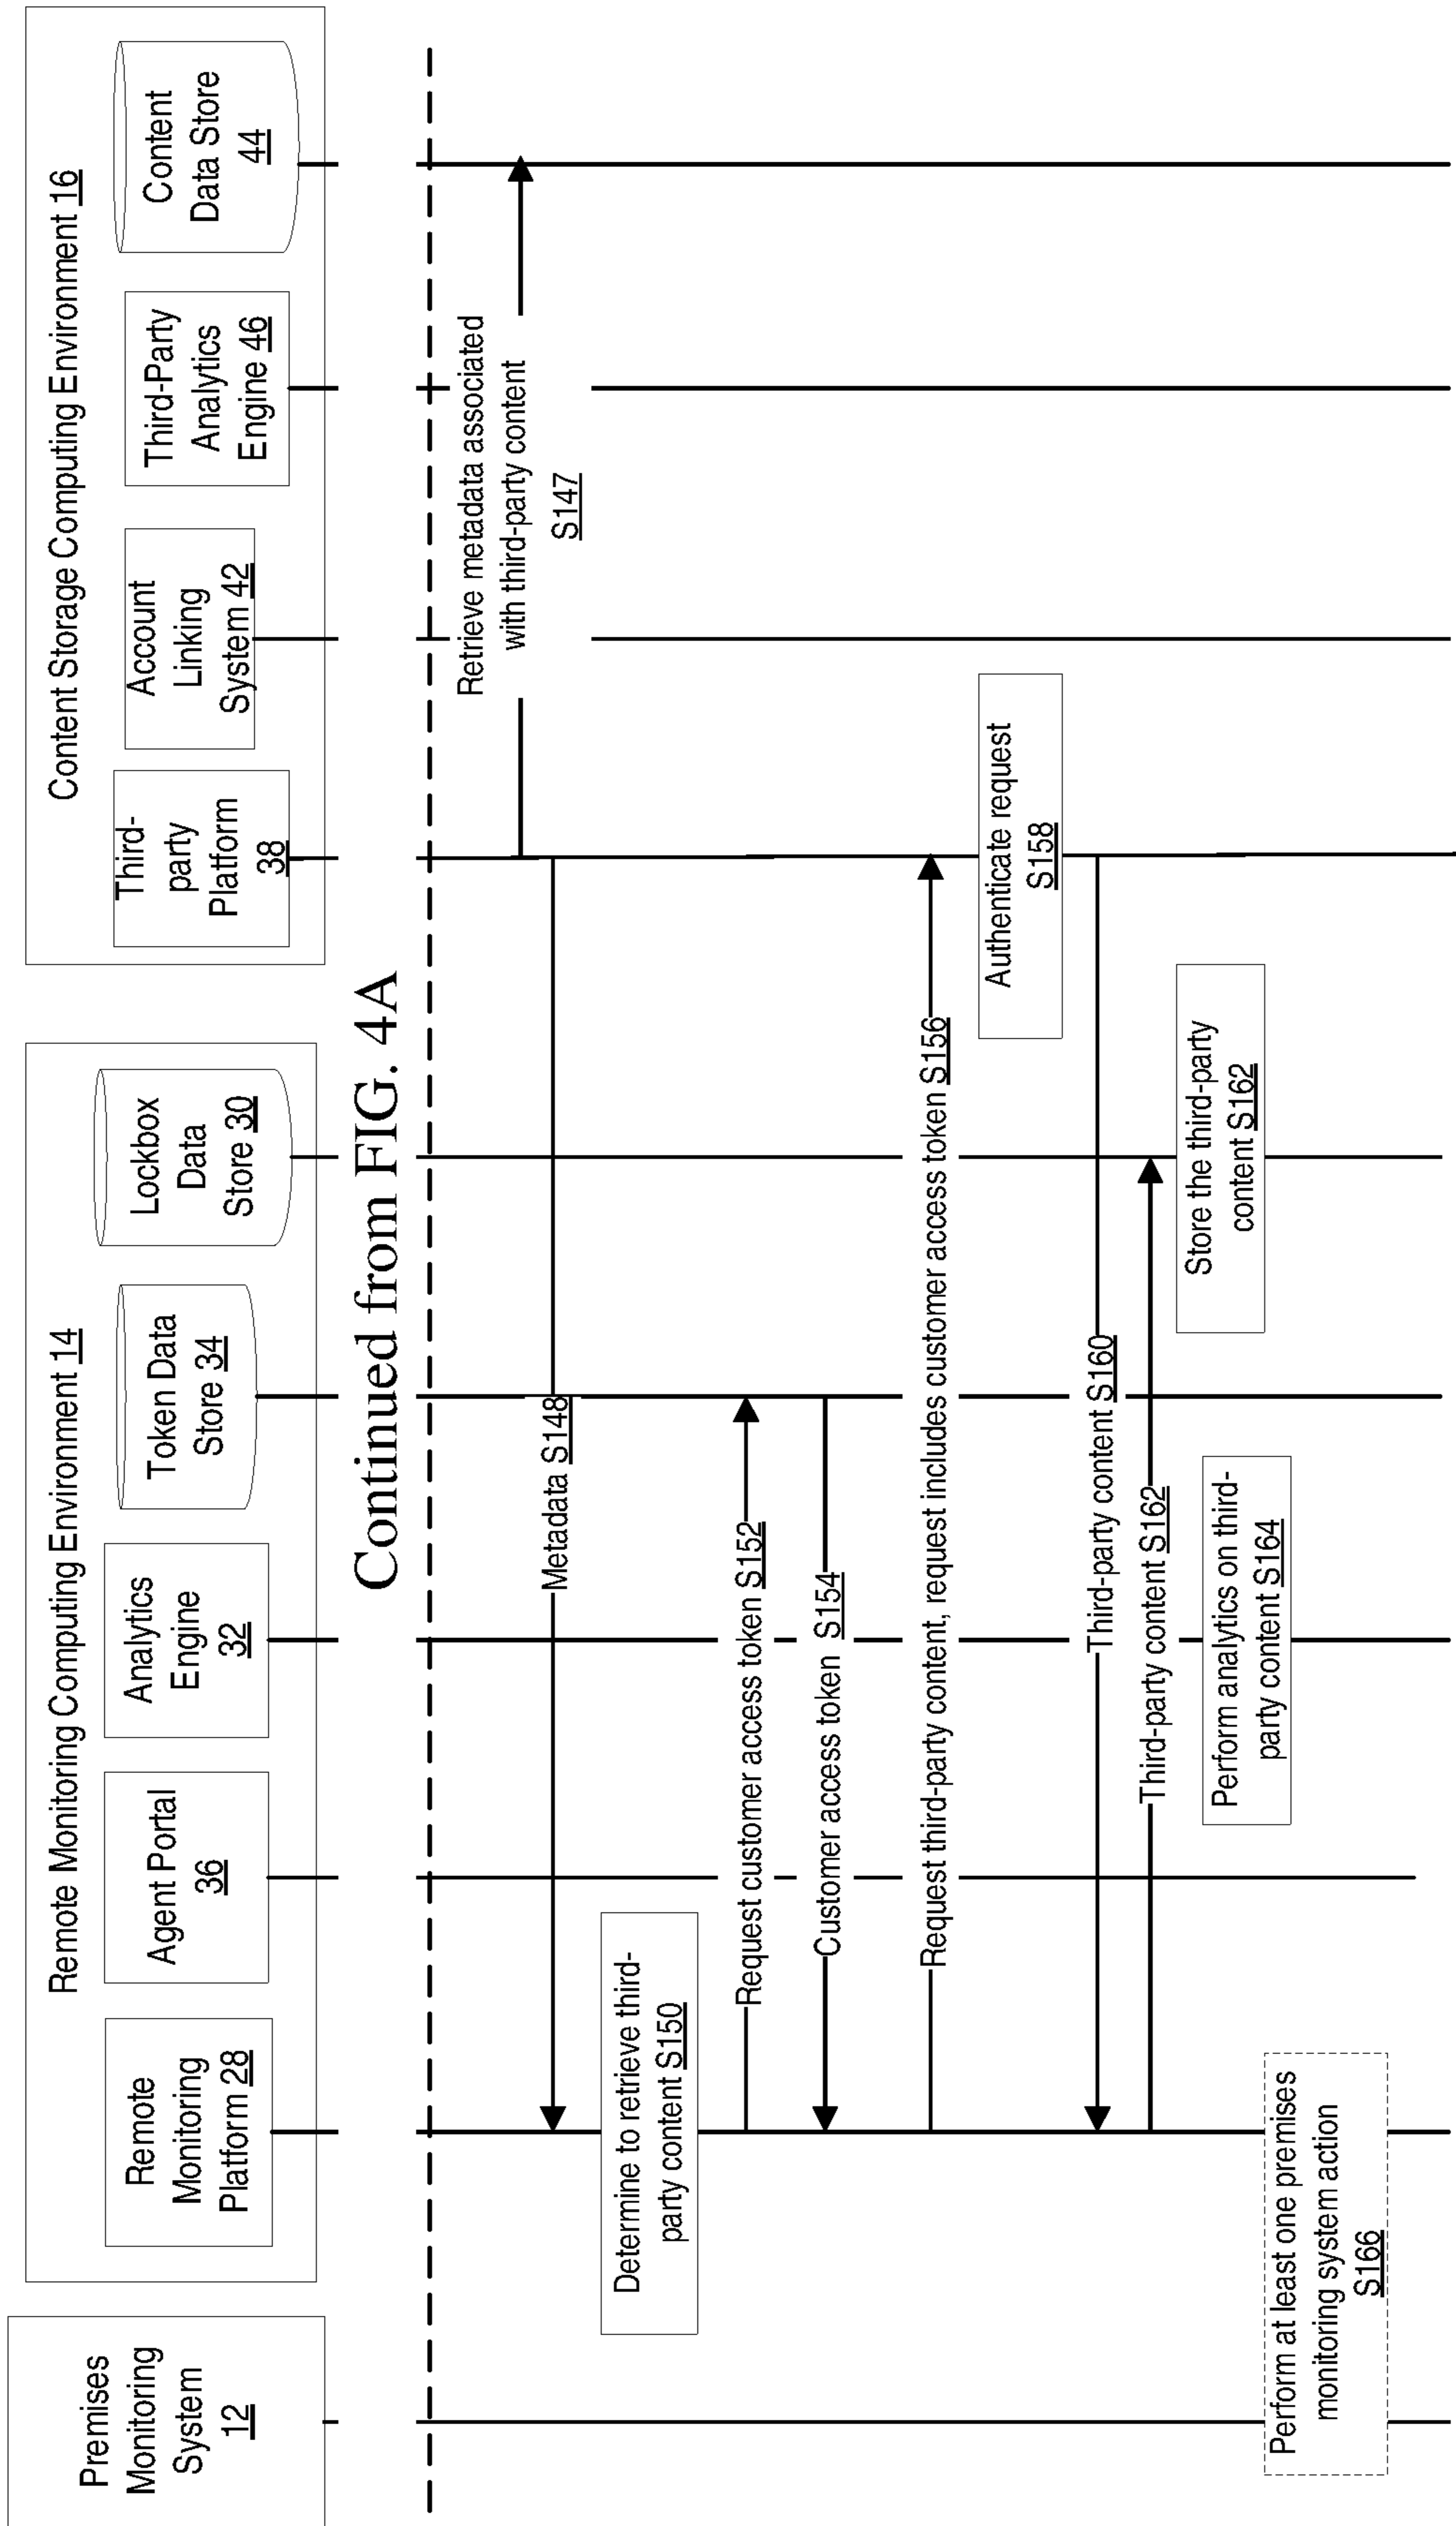 Premises
Monitoring
System
12
Remote Monitoring Computing Environment 14
Remote
Monitoring
Platform 28
Agent Portal
36
Analytics
Engine
32
Token Data
Store 34
Lockbox
Data
Store 30
Content Storage Computing Environment 16
Third-
party
Platform
38
Account
Linking
System 42
Third-Party
Analytics
Engine 46
Content
Data Store
44
Continued from FIG. 4A
Retrieve metadata associated
with third-party content
S147
Metadata S148
Determine to retrieve third-
party content S150
Request customer access token S152
Customer access token S154
Request third-party content, request includes customer access token S156
Authenticate request
S158
Third-party content S160
Third-party content S162
Store the third-party
content S162
Perform analytics on third-
party content S164
Perform at least one premises
monitoring system action
S166